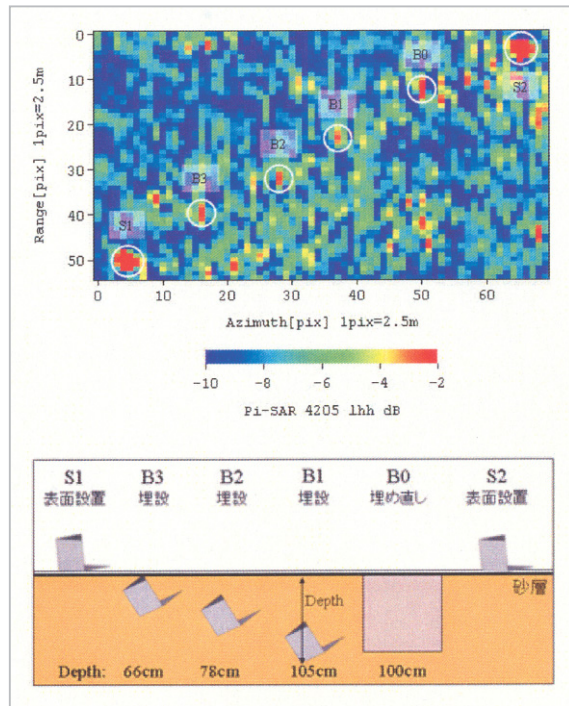 0
10
20
30
40
50
Range[pix] 1pix=2.5m
B0
S2
B1
B2
B3
S1
0 10 20 30 40 50 60
Azimuth[pix] 1pix=2.5m
-10 -8 -6 -4 -2
Pi-SAR 4205 lhh dB
S1 B3 B2 B1 B0 S2
表面設置 埋設 埋設 埋設 埋め直し 表面設置
砂層
Depth
Depth: 66cm 78cm 105cm 100cm